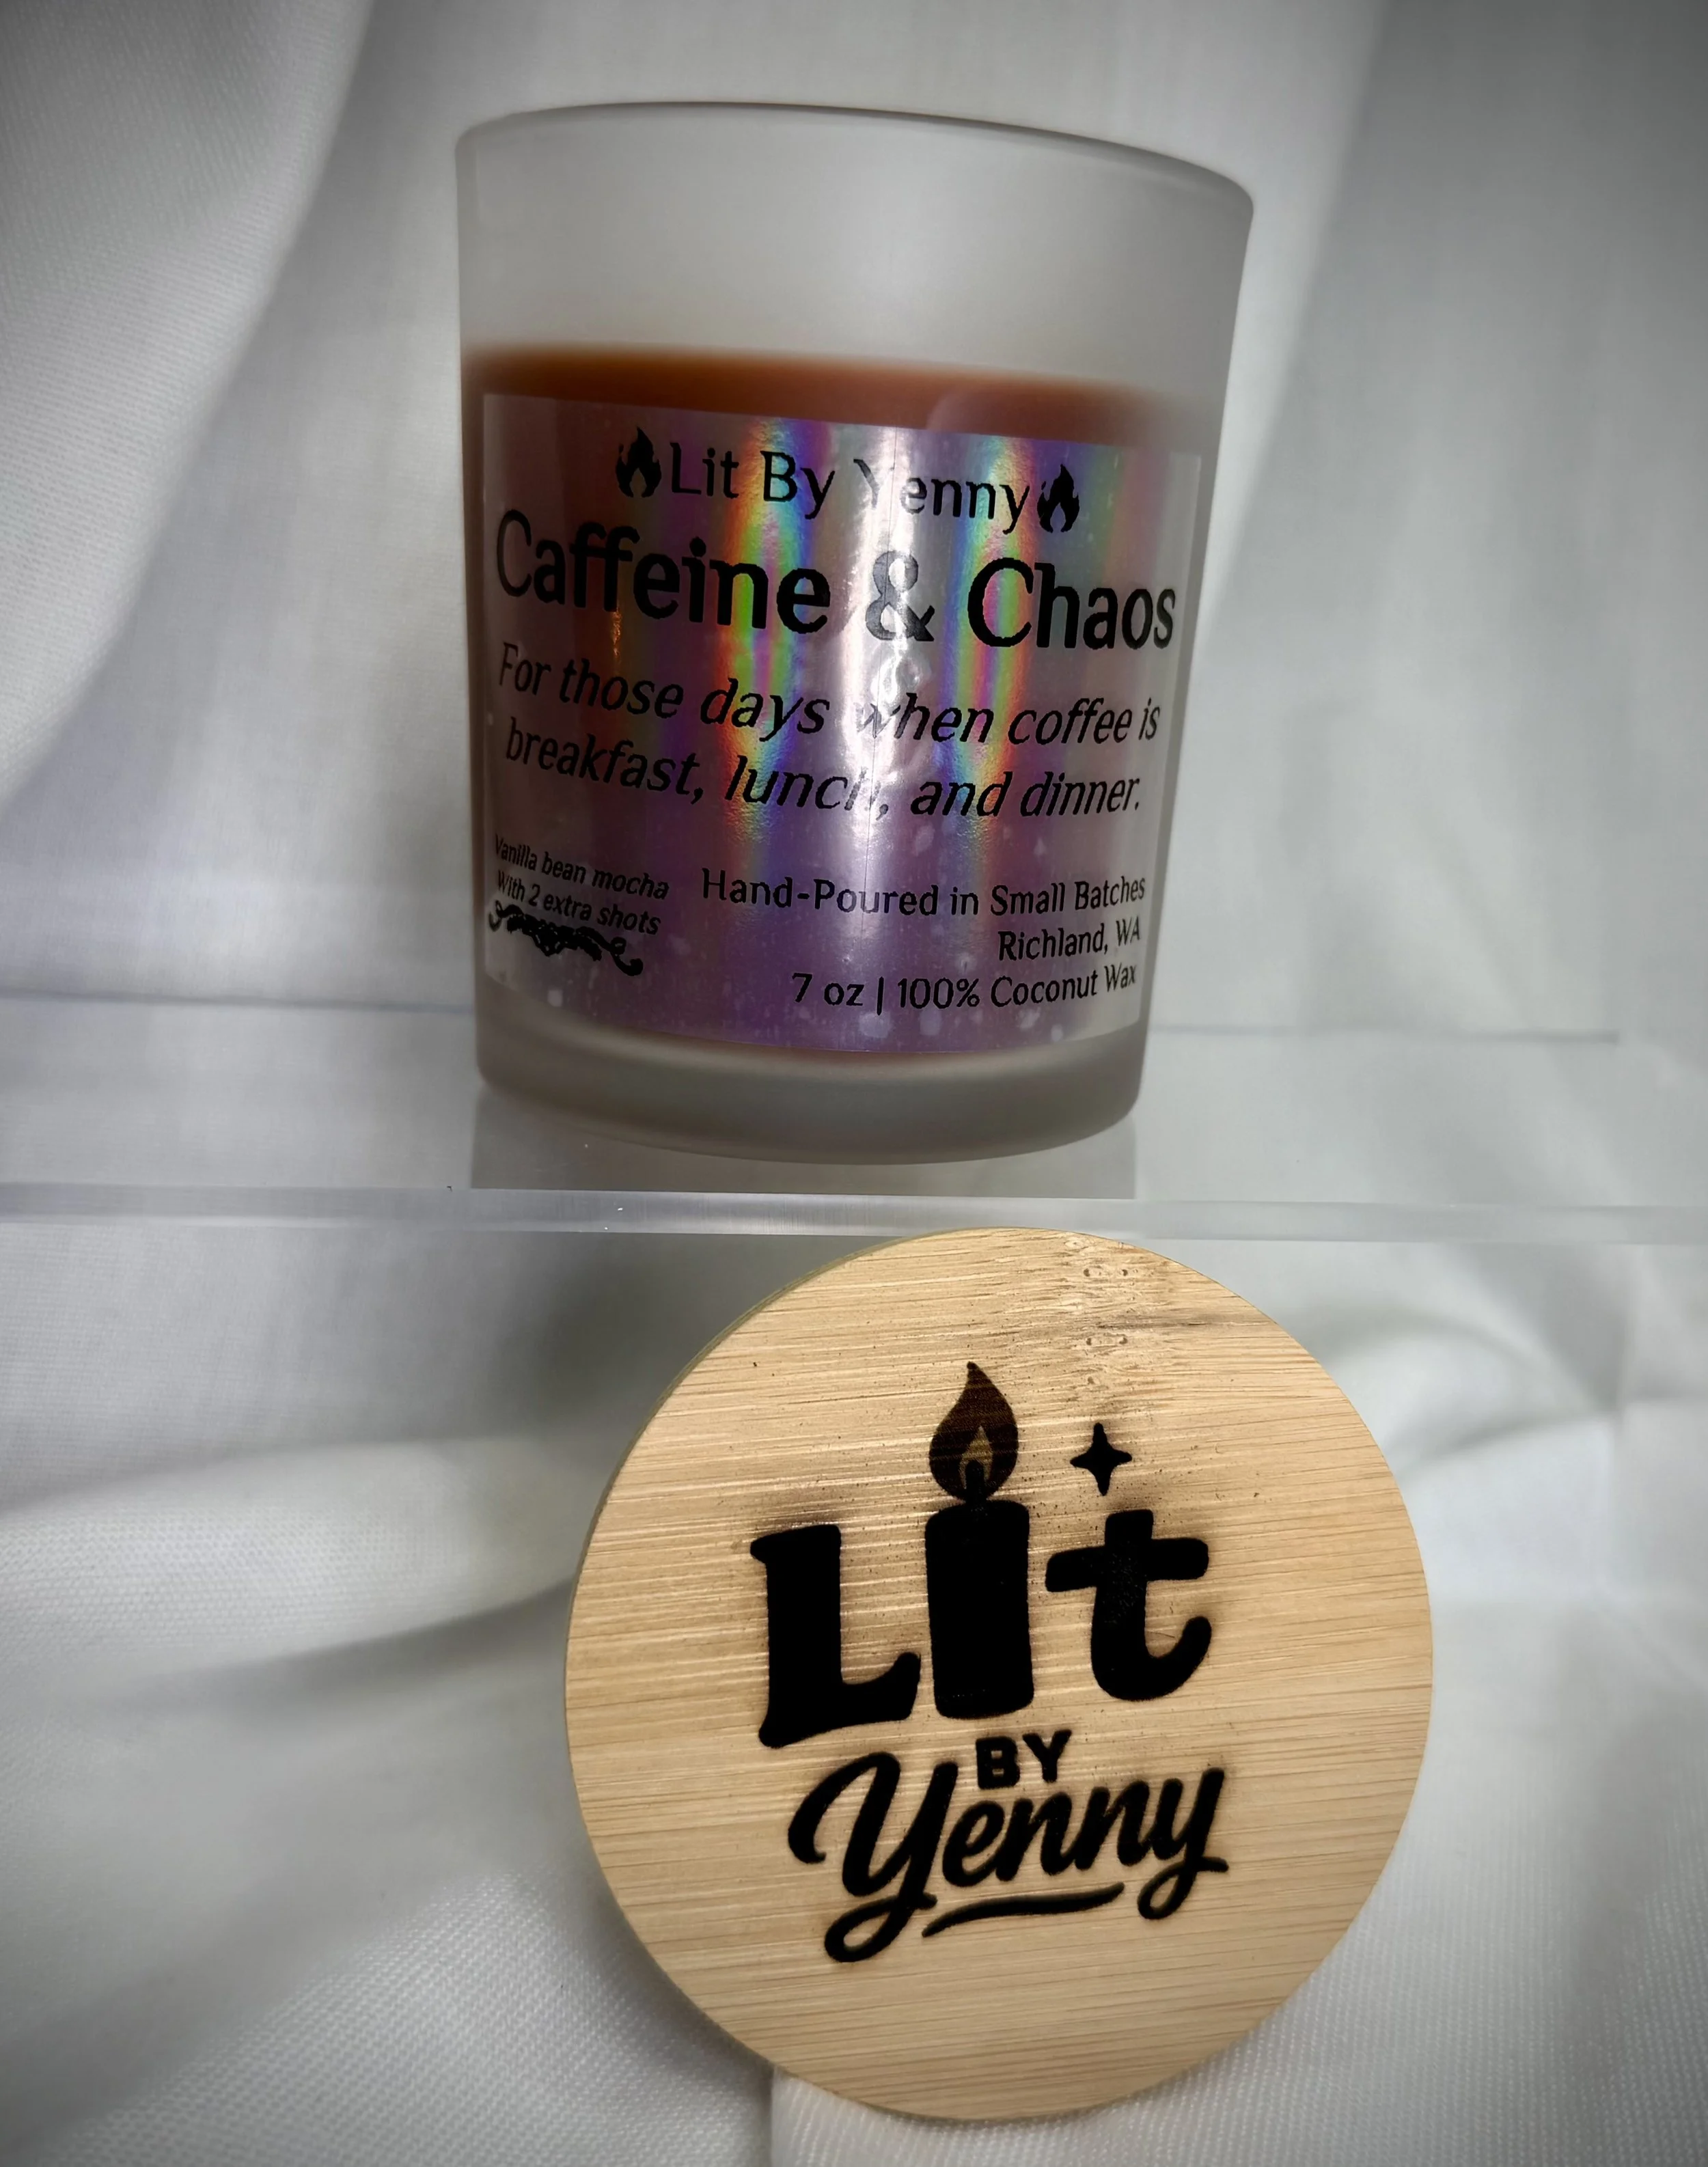 Lit By Yenny
Caffeine & Chaos
For those days when coffee is
breakfast, lunch, and dinner.
Vanilla bean mocha
With 2 extra shots
Hand-Poured in Small Batches
Richland, WA
7 oz | 100% Coconut Wax
Lit
BY
Yenny